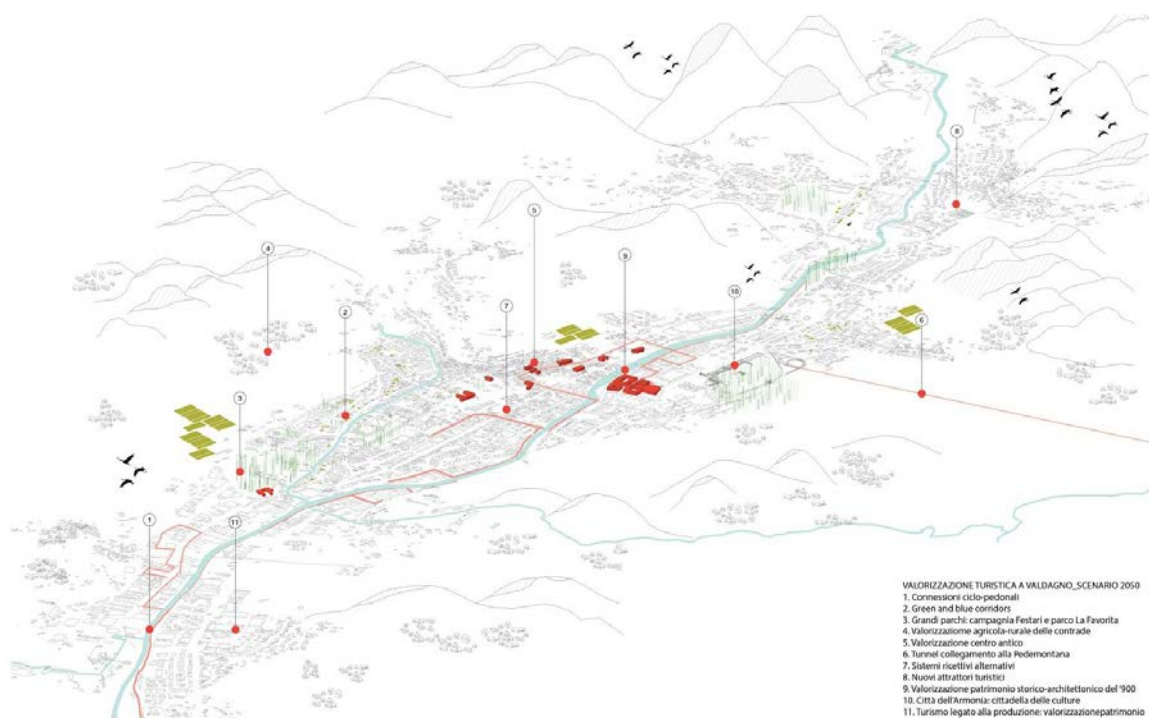 8
5
4
9
10
7
2
6
3
1
11
VALORIZZAZIONE TURISTICA A VALDAGNO_SCENARIO 2050
1. Connessioni ciclo-pedonali
2. Green and blue corridors
3. Grandi parchi: campagnia Festari e parco La Favorita
4. Valorizzaziome agricola-rurale delle contrade
5. Valorizzazione centro antico
6. Tunnel collegamento alla Pedemontana
7. Sistemi ricettivi alternativi
8. Nuovi attrattori turistici
9. Valorizzazione patrimonio storico-architettonico del '900
10. Città dell'Armonia: cittadella delle culture
11. Turismo legato alla produzione: valorizzazionepatrimonio